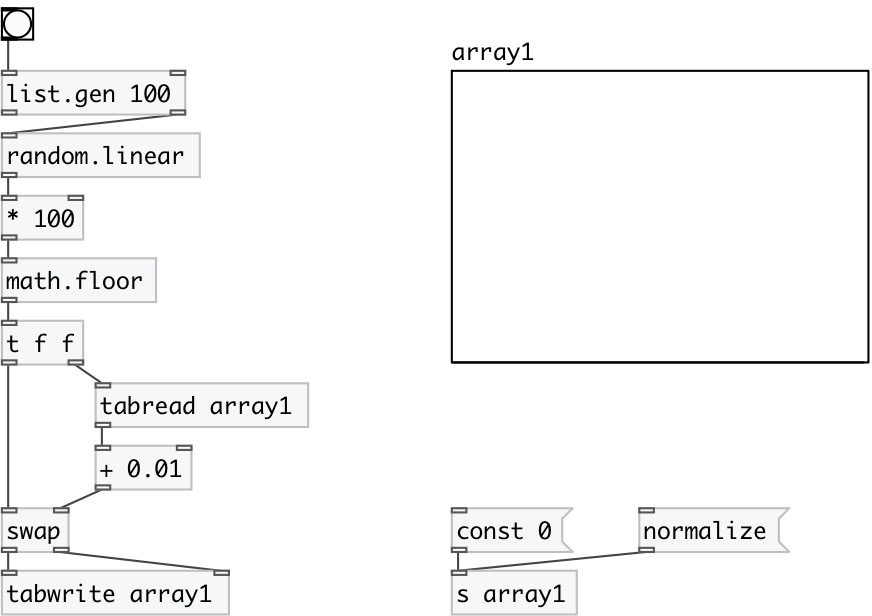 array1
list.gen 100
random.linear
* 100
math.floor
t f f
tabread array1
+ 0.01
swap
const 0
normalize
tabwrite array1
s array1